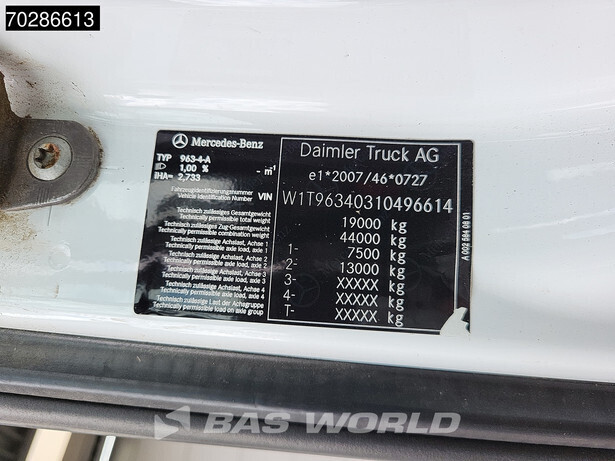 70286613
Mercedes-Benz
TYP 963-4-A
1,00 % - m⁻¹
iHA= 2,733
Fahrzeugidentifizierungsnummer
Vehicle Identification Number VIN
Technisch zulässiges Gesamtgewicht
Technically permissible total weight
Technisch zulässiges Zug-Gesamtgewicht
Technically permissible combination weight
Technisch zulässige Achslast, Achse 1
Technically permissible axle load, axle 1
Technisch zulässige Achslast, Achse 2
Technically permissible axle load, axle 2
Technisch zulässige Achslast, Achse 3
Technically permissible axle load, axle 3
Technisch zulässige Achslast, Achse 4
Technically permissible axle load, axle 4
Technisch zulässige Last der Achsgruppe
Technically permissible load on axle group
Daimler Truck AG
e1*2007/46*0727
W1T96340310496614
19000 kg
44000 kg
1- 7500 kg
2- 13000 kg
3- XXXXX kg
4- XXXXX kg
T- XXXXX kg
A 002 584 08 01
BAS WORLD